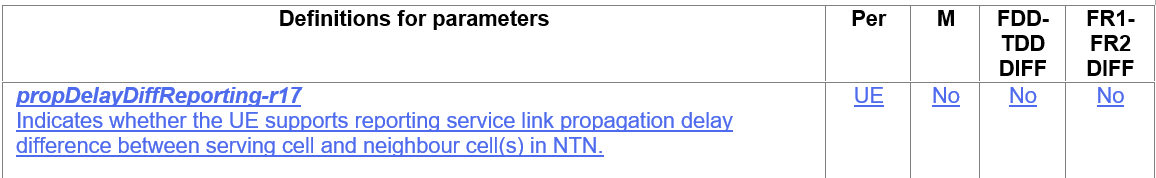 Definitions for parameters Per M FDD-TDD DIFF FR1-FR2 DIFF
propDelayDiffReporting-r17 UE No No No
Indicates whether the UE supports reporting service link propagation delay
difference between serving cell and neighbour cell(s) in NTN.